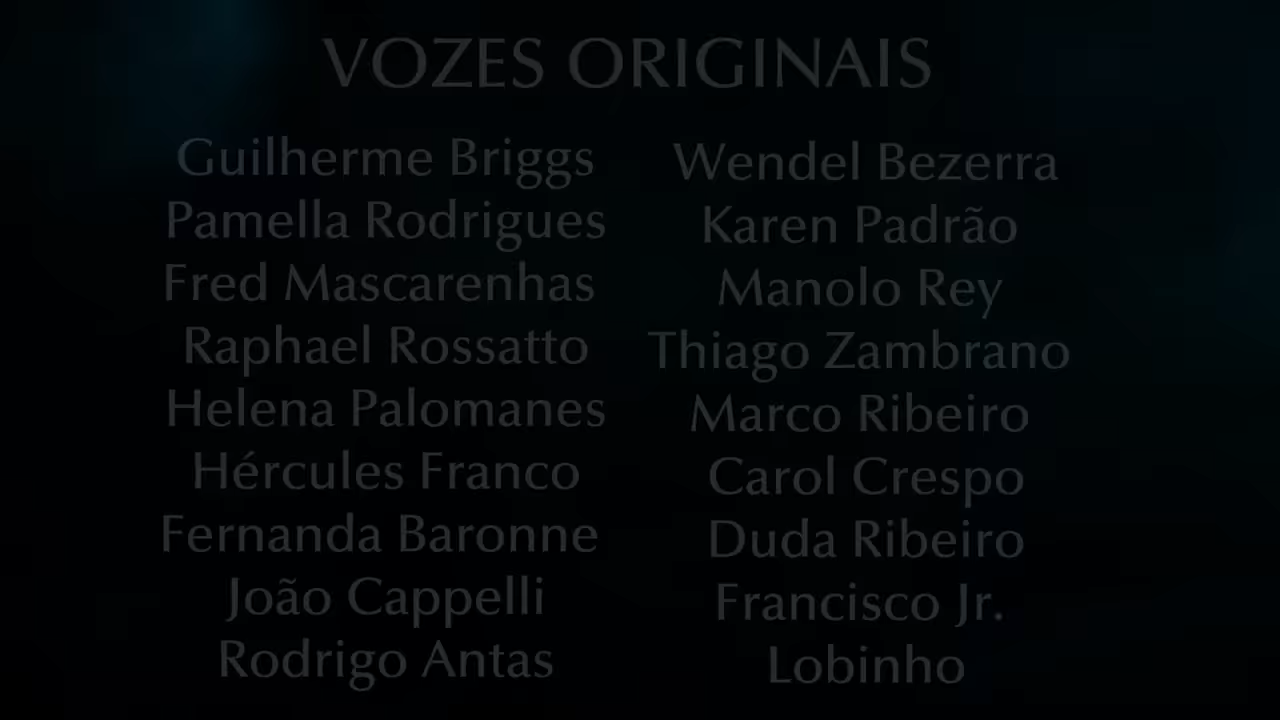 VOZES ORIGINAIS
Guilherme Briggs
Pamella Rodrigues
Fred Mascarenhas
Raphael Rossatto
Helena Palomanes
Hércules Franco
Fernanda Baronne
João Cappelli
Rodrigo Antas
Wendel Bezerra
Karen Padrão
Manolo Rey
Thiago Zambrano
Marco Ribeiro
Carol Crespo
Duda Ribeiro
Francisco Jr.
Lobinho